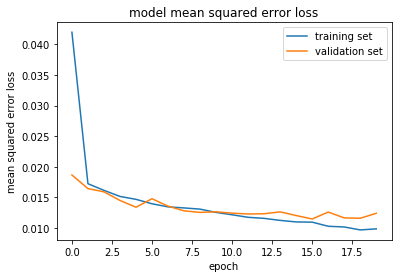 model mean squared error loss
training set
validation set
mean squared error loss
0.040
0.035
0.030
0.025
0.020
0.015
0.010
0.0 2.5 5.0 7.5 10.0 12.5 15.0 17.5
epoch